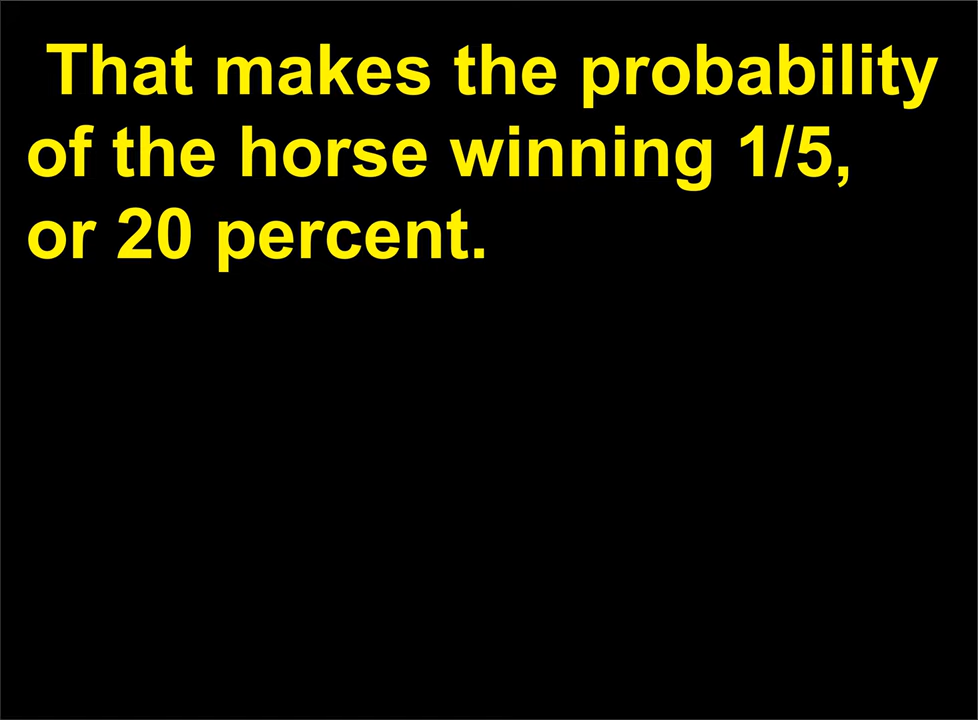 That makes the probability
of the horse winning 1/5,
or 20 percent.